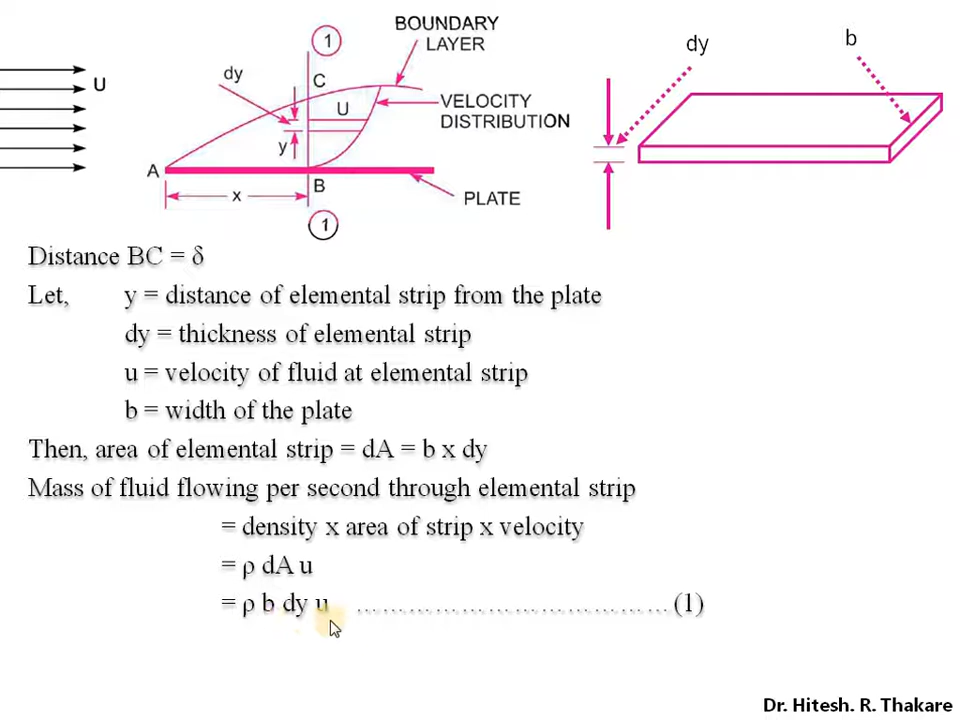 U
dy
1
C
U
y
A
B
x
1
BOUNDARY
LAYER
VELOCITY
DISTRIBUTION
PLATE
dy
b
Distance BC = δ
Let, y = distance of elemental strip from the plate
dy = thickness of elemental strip
u = velocity of fluid at elemental strip
b = width of the plate
Then, area of elemental strip = dA = b x dy
Mass of fluid flowing per second through elemental strip
= density x area of strip x velocity
= ρ dA u
= ρ b dy u ……………………………… (1)
Dr. Hitesh. R. Thakare